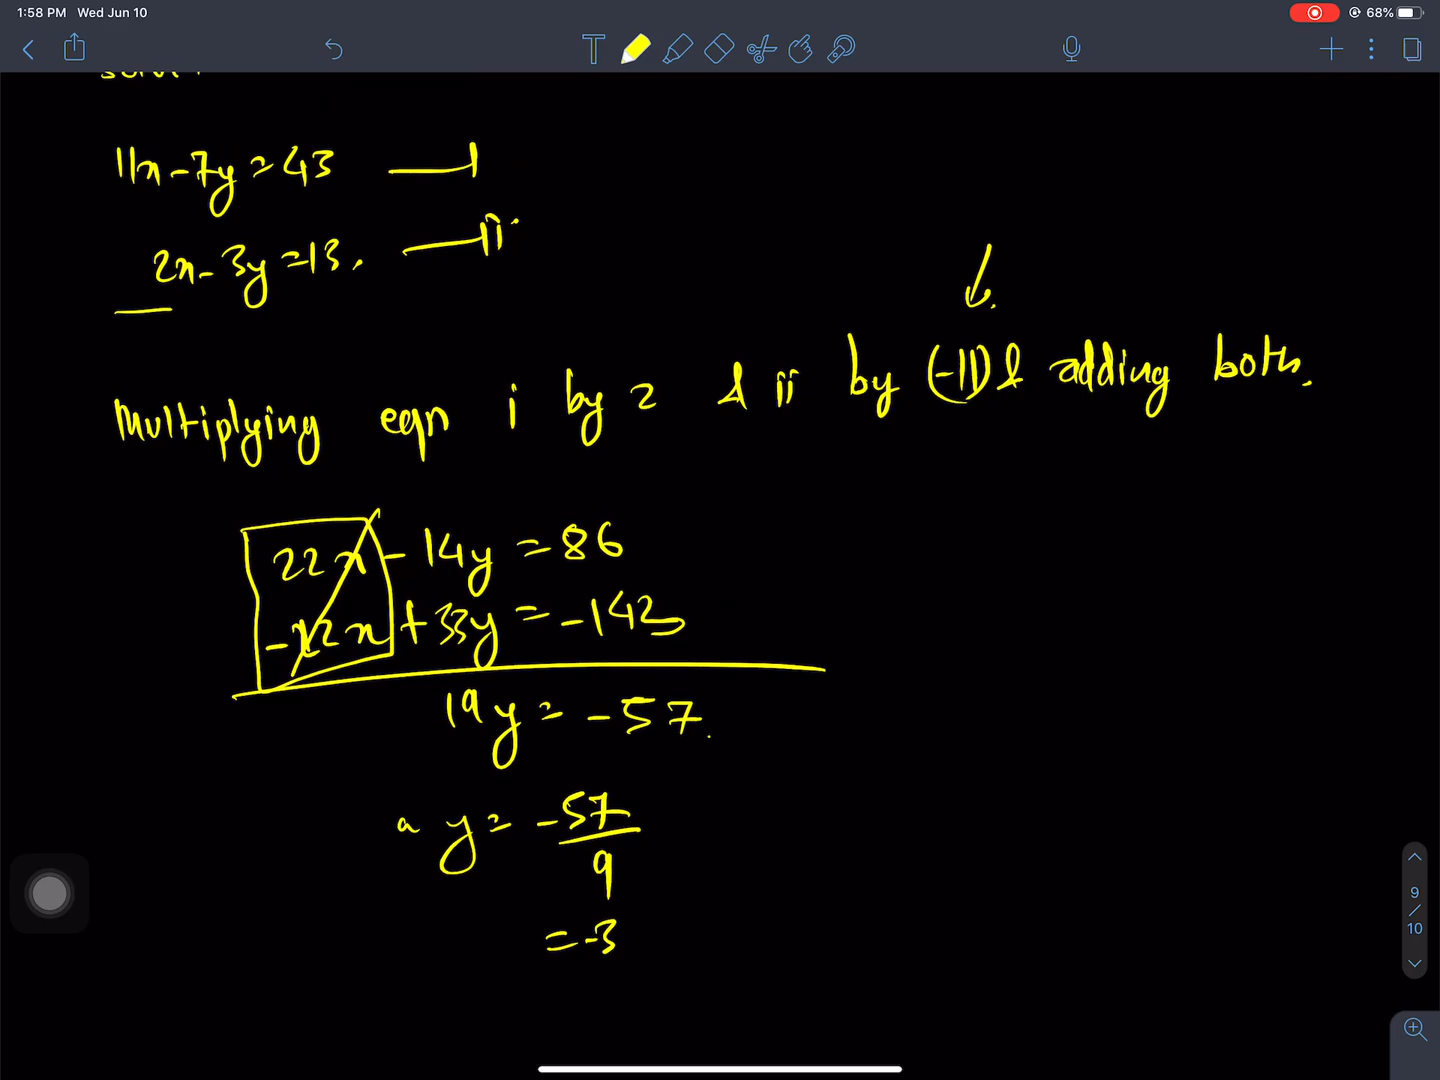 1:58 PM Wed Jun 10
68%
11x-7y=43 — i
2x-3y=13. — ii
Multiplying eqn i by 2 & ii by (-11) & adding both.
22x - 14y = 86
-22x + 33y = -143
19y = -57.
y = -57/9
= -3
9
/
10